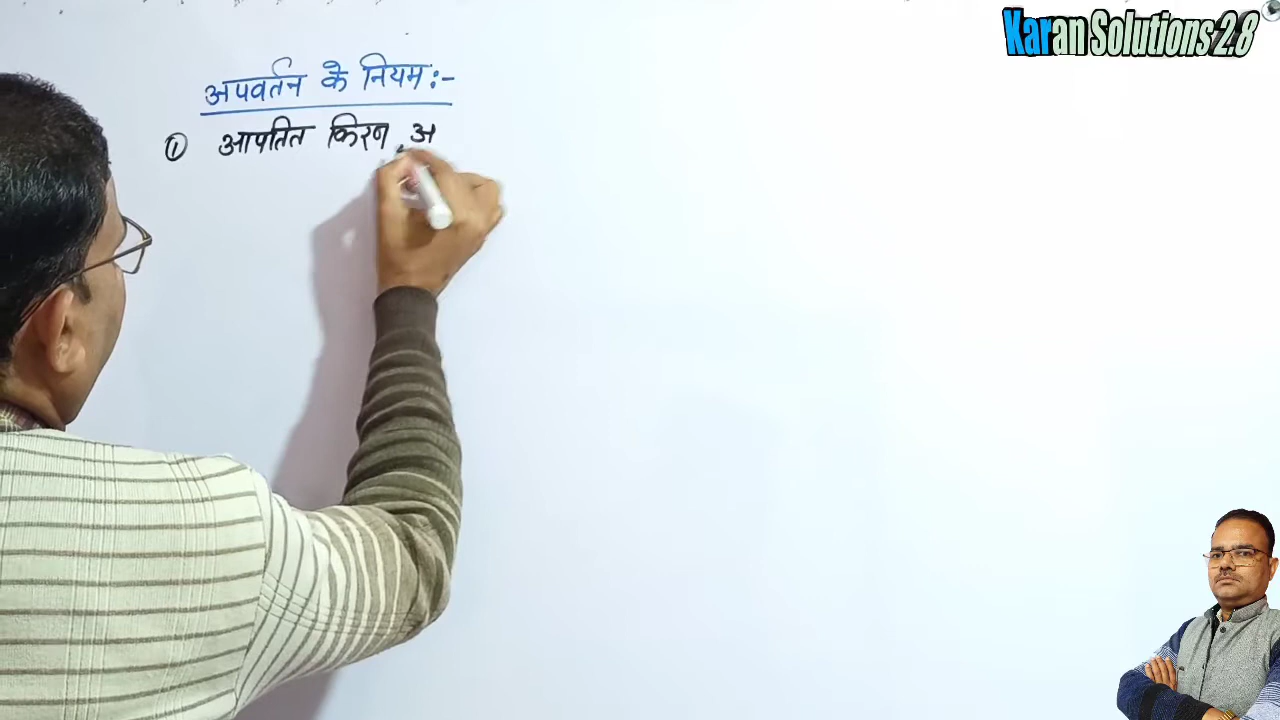 Karan Solutions 2.8
अपवर्तन के नियम :-
① आपतित किरण, अ